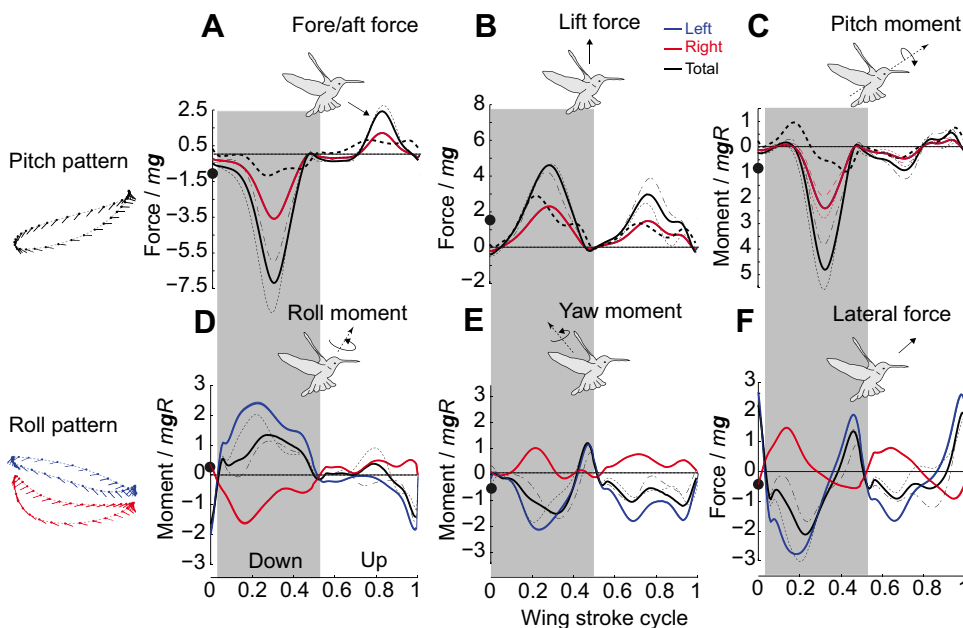 A Fore/aft force
B Lift force
Left
Right
Total
C Pitch moment
Pitch pattern
Force / mg
2.5
0.5
−1.5
−3.5
−5.5
−7.5
Force / mg
8
6
4
2
0
−2
Moment / mgR
1
0
1
2
3
4
5
D Roll moment
E Yaw moment
F Lateral force
Roll pattern
Moment / mgR
3
2
1
0
−1
−2
−3
Down
Up
0 0.2 0.4 0.6 0.8 1
Moment / mgR
3
2
1
0
−1
−2
−3
0 0.2 0.4 0.6 0.8 1
Force / mg
3
2
1
0
−1
−2
−3
0 0.2 0.4 0.6 0.8 1
Wing stroke cycle